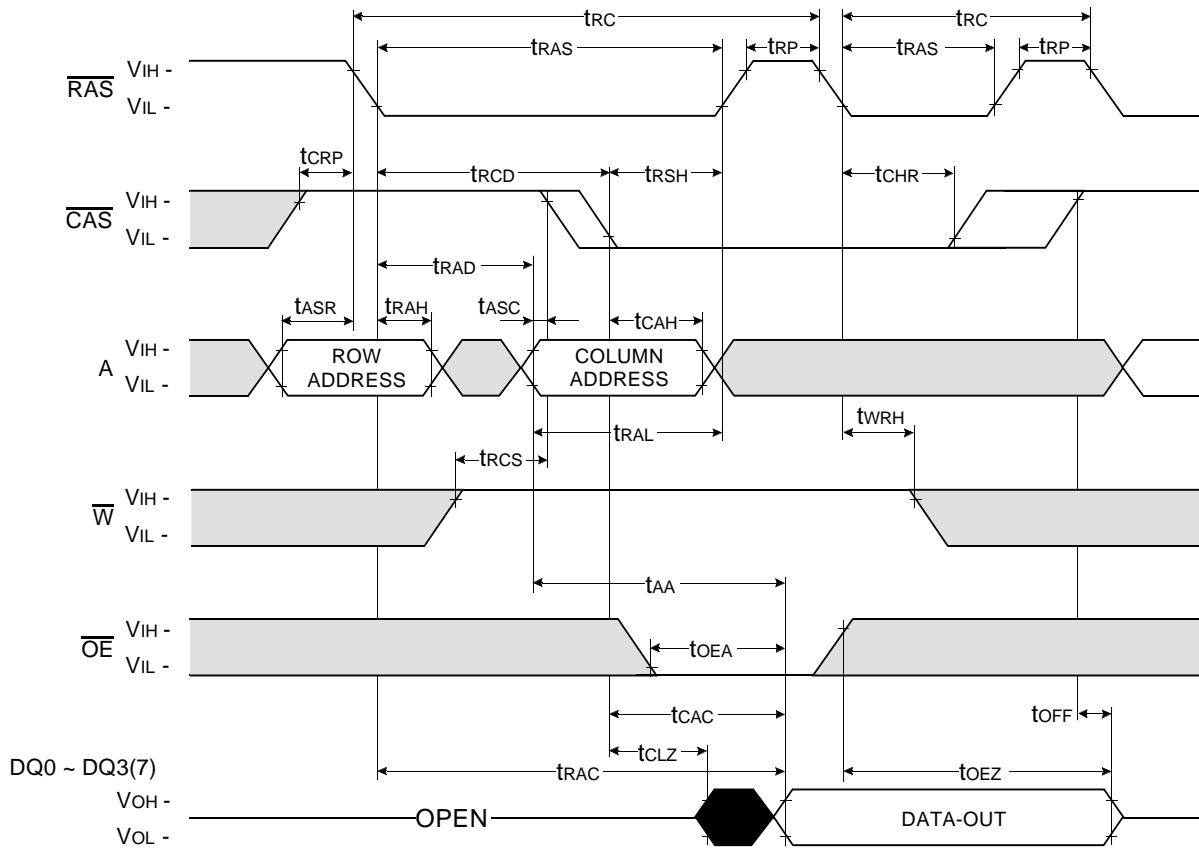 tRC tRC
tRAS tRP tRAS tRP
RAS VIH -
VIL -
tCRP tRCD tRSH tCHR
CAS VIH -
VIL -
tRAD
tASR tRAH tASC tCAH
A VIH -
VIL -
ROW ADDRESS
COLUMN ADDRESS
tRAL tWRH
tRCS
W VIH -
VIL -
tAA
OE VIH -
VIL -
tOEA
tCAC tOFF
tCLZ
DQ0 ~ DQ3(7) tRAC tOEZ
VOH -
VOL -
OPEN DATA-OUT